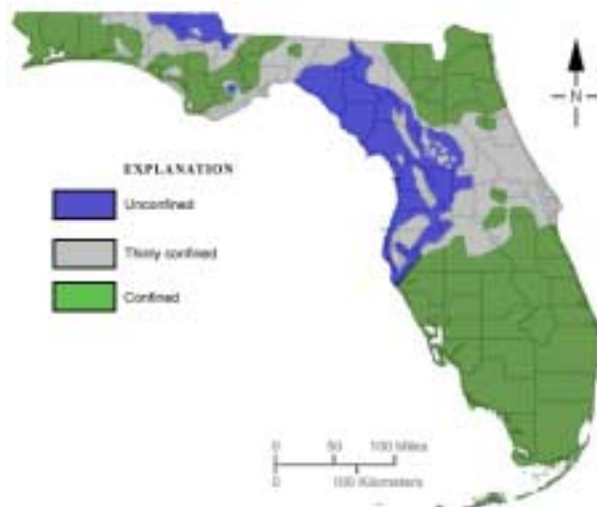 N
EXPLANATION
Unconfined
Thinly confined
Confined
0 50 100 Miles
0 100 Kilometers